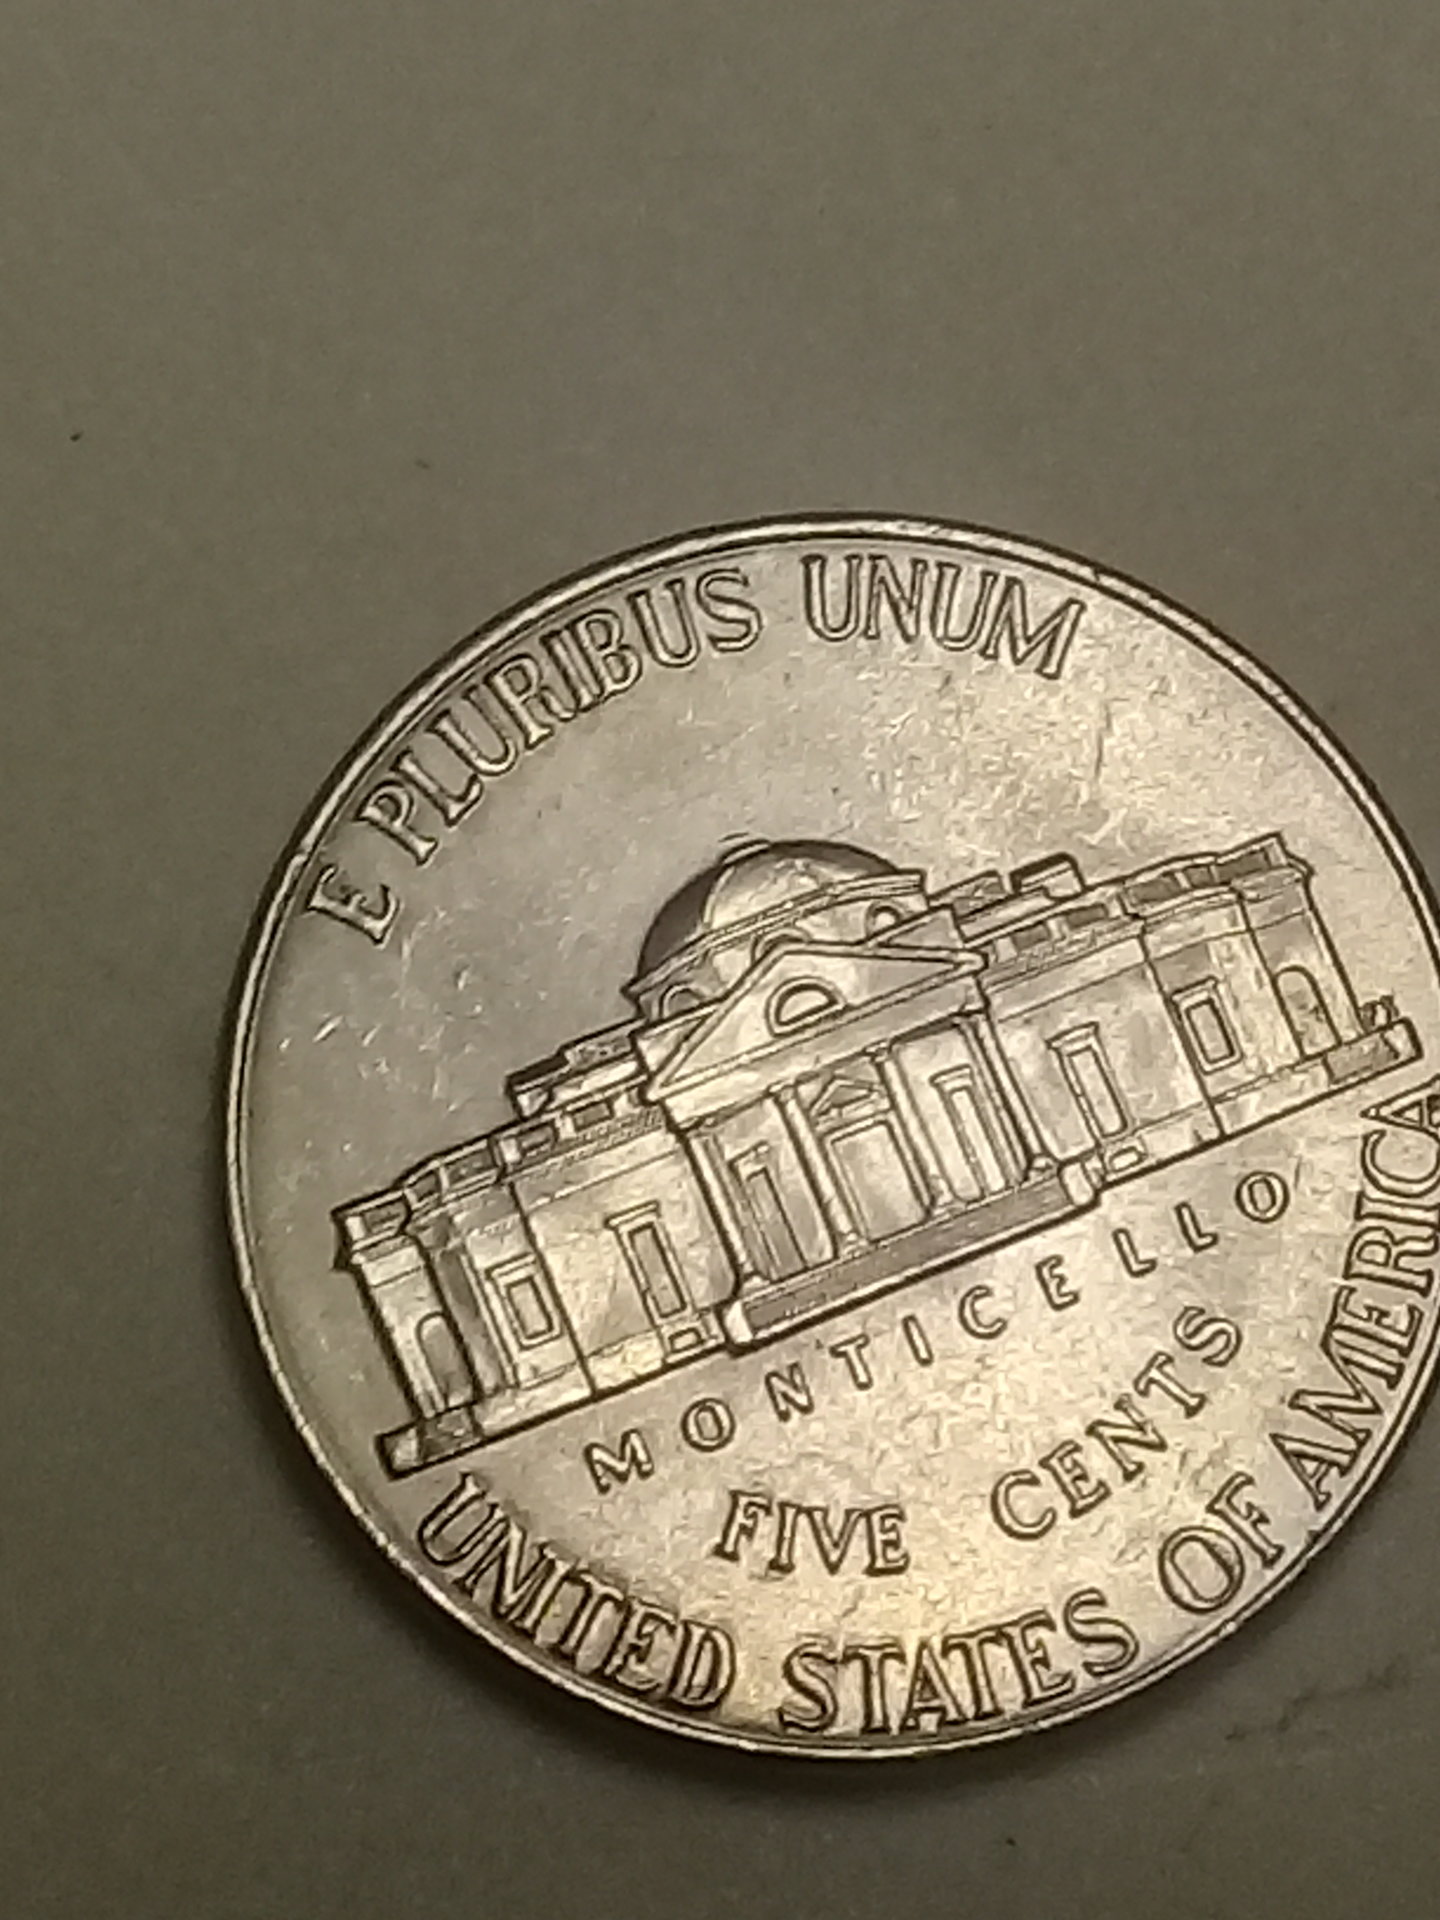 E PLURIBUS UNUM
MONTICELLO
FIVE CENTS
UNITED STATES OF AMERICA